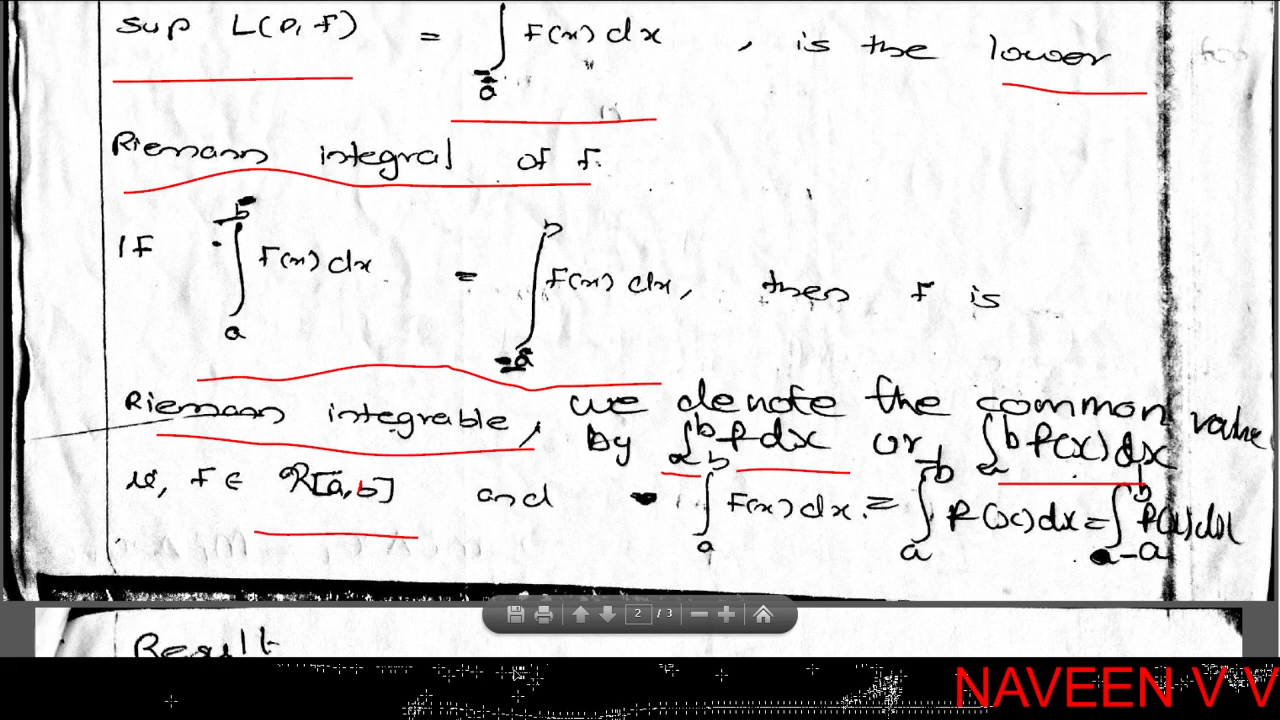 sup L(P, f) = ∫_a̲ f(x) dx , is the lower
Riemann integral of f.
If ∫_a^b̄ f(x) dx = ∫_a̲^b f(x) dx, then f is
Riemann integrable, we denote the common value
by ∫_a^b f dx or ∫_a^b f(x) dx
ie, f ∈ R[a,b] and ∫_a^b f(x) dx. = ∫_a^b̄ f(x) dx = ∫_a̲^b f(x) dx
2 / 3
Result
NAVEEN V V